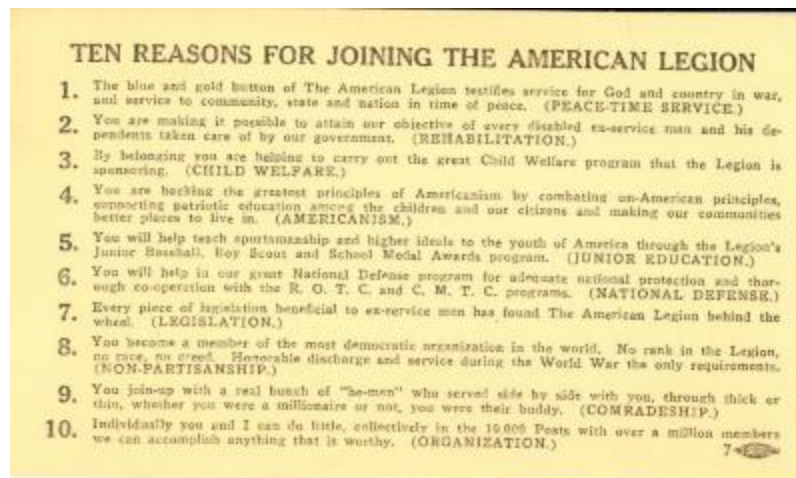 TEN REASONS FOR JOINING THE AMERICAN LEGION
1. The blue and gold button of The American Legion testifies service for God and country in war,
and service to community, state and nation in time of peace. (PEACE-TIME SERVICE.)
2. You are making it possible to attain our objective of every disabled ex-service man and his de-
pendents taken care of by our government. (REHABILITATION.)
3. By belonging you are helping to carry out the great Child Welfare program that the Legion is
sponsoring. (CHILD WELFARE.)
4. You are backing the greatest principles of Americanism by combating un-American principles,
supporting patriotic education among the children and our citizens and making our communities
better places to live in. (AMERICANISM.)
5. You will help teach sportsmanship and higher ideals to the youth of America through the Legion's
Junior Baseball, Boy Scout and School Medal Awards program. (JUNIOR EDUCATION.)
6. You will help in our great National Defense program for adequate national protection and thor-
ough co-operation with the R. O. T. C. and C. M. T. C. programs. (NATIONAL DEFENSE.)
7. Every piece of legislation beneficial to ex-service men has found The American Legion behind the
wheel. (LEGISLATION.)
8. You become a member of the most democratic organization in the world. No rank in the Legion,
no race, no creed. Honorable discharge and service during the World War the only requirements.
(NON-PARTISANSHIP.)
9. You join-up with a real bunch of "he-men" who served side by side with you, through thick or
thin, whether you were a millionaire or not, you were their buddy. (COMRADESHIP.)
10. Individually you and I can do little, collectively in the 10,000 Posts with over a million members
we can accomplish anything that is worthy. (ORGANIZATION.)
7